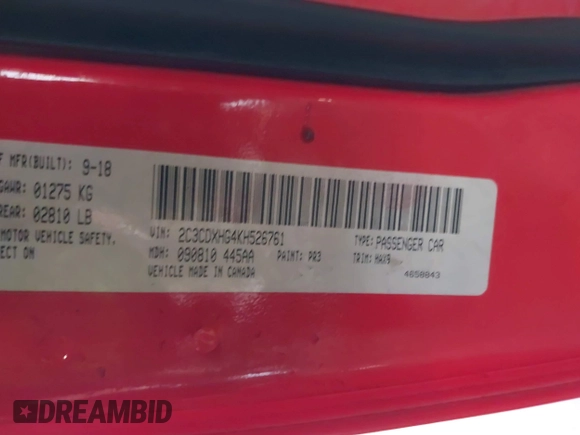 F MFR(BUILT): 9-18
GAWR: 01275 KG
REAR: 02810 LB
MOTOR VEHICLE SAFETY,
ECT ON
VIN: 2C3CDXHG4KH526761
TYPE: PASSENGER CAR
MDH: 090810 445AA PAINT: PR3
TRIM: HAX9
VEHICLE MADE IN CANADA
4658843
DREAMBID